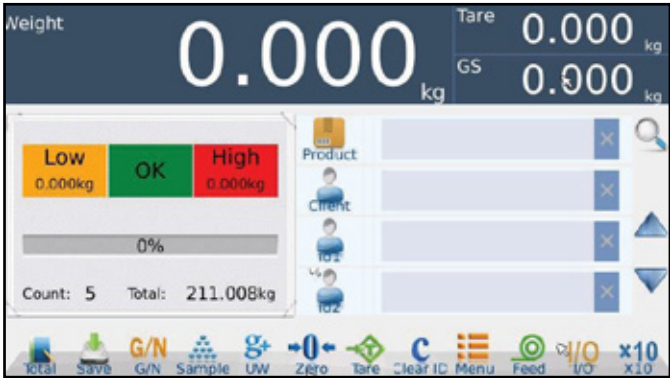 Weight
0.000 kg
Tare 0.000 kg
GS 0.000 kg
Low
0.000kg
OK
High
0.000kg
0%
Count: 5 Total: 211.008kg
Product
Client
Id1
Id2
G/N g+ 0 T C I/O x10
Total Save G/N Sample UW Zero Tare Clear ID Menu Feed I/O X10